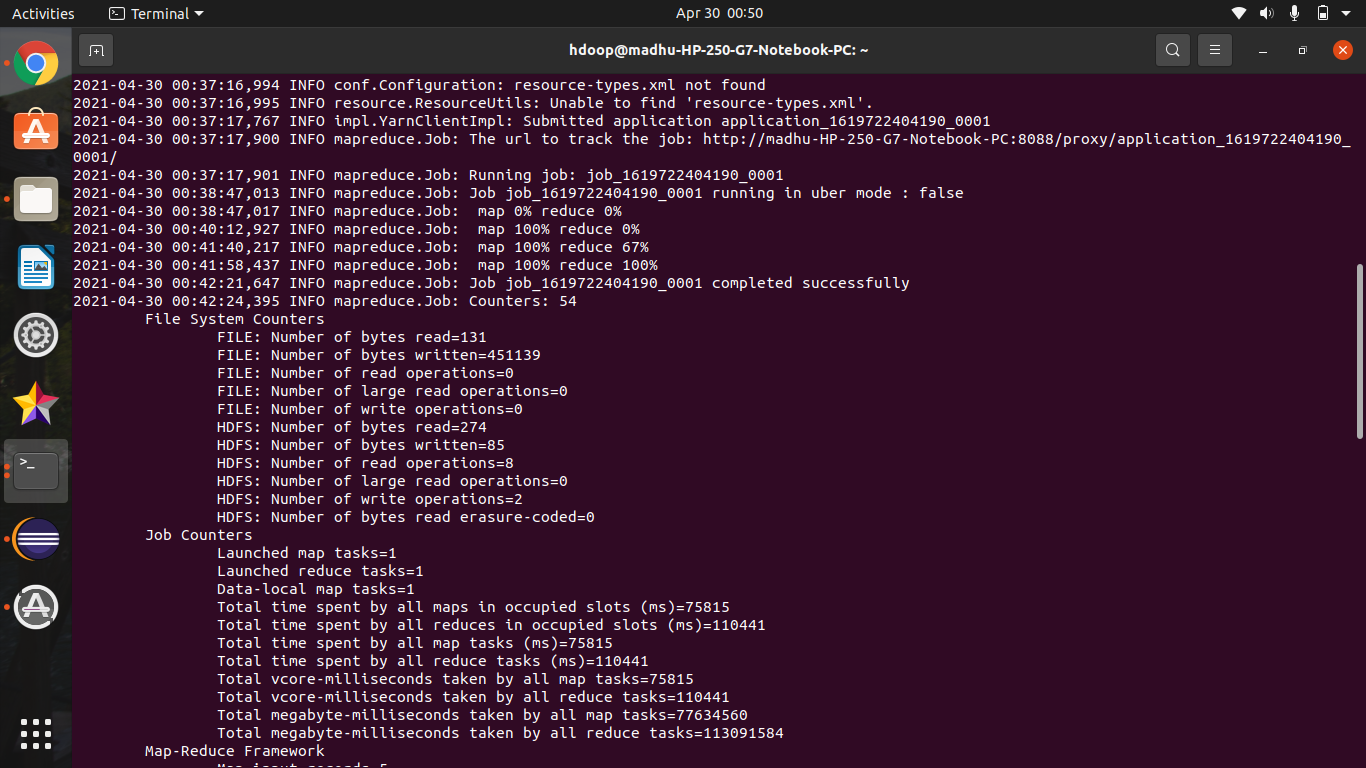 Activities
Terminal
Apr 30 00:50
hdoop@madhu-HP-250-G7-Notebook-PC: ~
2021-04-30 00:37:16,994 INFO conf.Configuration: resource-types.xml not found
2021-04-30 00:37:16,995 INFO resource.ResourceUtils: Unable to find 'resource-types.xml'.
2021-04-30 00:37:17,767 INFO impl.YarnClientImpl: Submitted application application_1619722404190_0001
2021-04-30 00:37:17,900 INFO mapreduce.Job: The url to track the job: http://madhu-HP-250-G7-Notebook-PC:8088/proxy/application_1619722404190_
0001/
2021-04-30 00:37:17,901 INFO mapreduce.Job: Running job: job_1619722404190_0001
2021-04-30 00:38:47,013 INFO mapreduce.Job: Job job_1619722404190_0001 running in uber mode : false
2021-04-30 00:38:47,017 INFO mapreduce.Job:  map 0% reduce 0%
2021-04-30 00:40:12,927 INFO mapreduce.Job:  map 100% reduce 0%
2021-04-30 00:41:40,217 INFO mapreduce.Job:  map 100% reduce 67%
2021-04-30 00:41:58,437 INFO mapreduce.Job:  map 100% reduce 100%
2021-04-30 00:42:21,647 INFO mapreduce.Job: Job job_1619722404190_0001 completed successfully
2021-04-30 00:42:24,395 INFO mapreduce.Job: Counters: 54
File System Counters
FILE: Number of bytes read=131
FILE: Number of bytes written=451139
FILE: Number of read operations=0
FILE: Number of large read operations=0
FILE: Number of write operations=0
HDFS: Number of bytes read=274
HDFS: Number of bytes written=85
HDFS: Number of read operations=8
HDFS: Number of large read operations=0
HDFS: Number of write operations=2
HDFS: Number of bytes read erasure-coded=0
Job Counters
Launched map tasks=1
Launched reduce tasks=1
Data-local map tasks=1
Total time spent by all maps in occupied slots (ms)=75815
Total time spent by all reduces in occupied slots (ms)=110441
Total time spent by all map tasks (ms)=75815
Total time spent by all reduce tasks (ms)=110441
Total vcore-milliseconds taken by all map tasks=75815
Total vcore-milliseconds taken by all reduce tasks=110441
Total megabyte-milliseconds taken by all map tasks=77634560
Total megabyte-milliseconds taken by all reduce tasks=113091584
Map-Reduce Framework